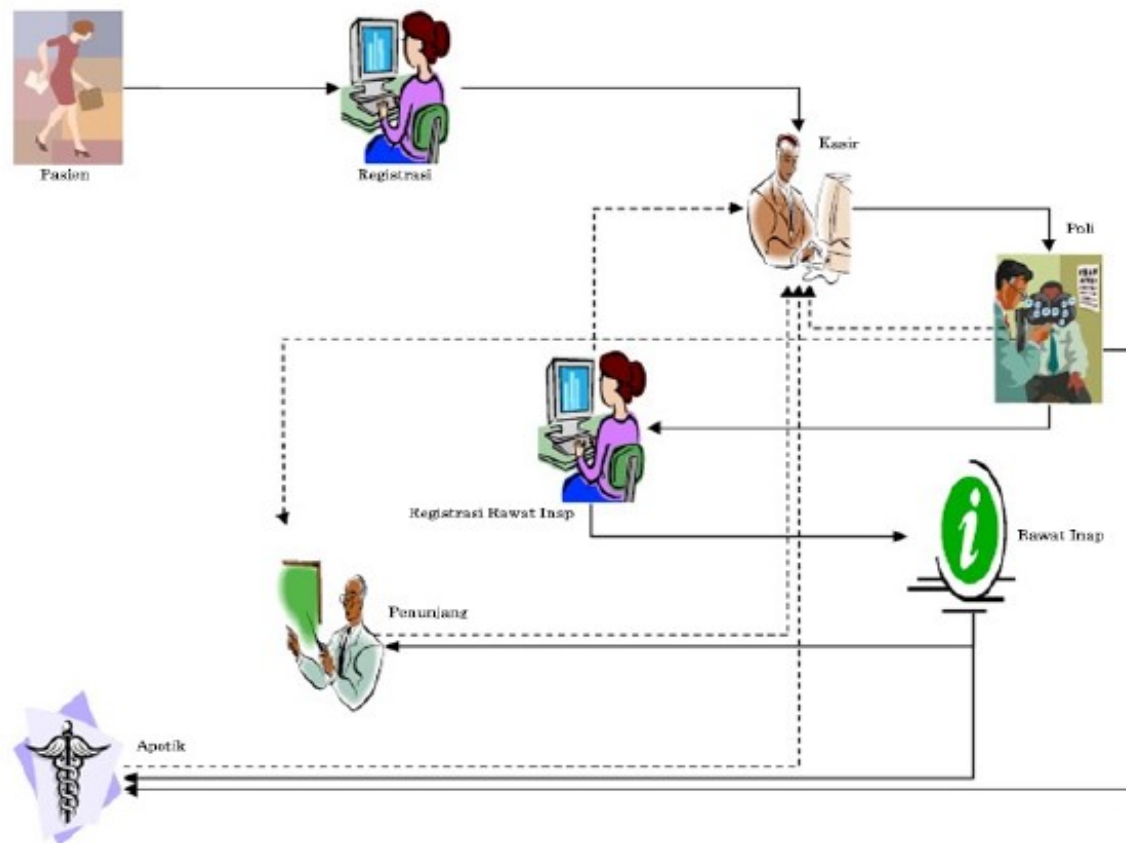 Pasien
Registrasi
Kasir
Poli
Registrasi Rawat Inap
Rawat Inap
Penunjang
Apotik